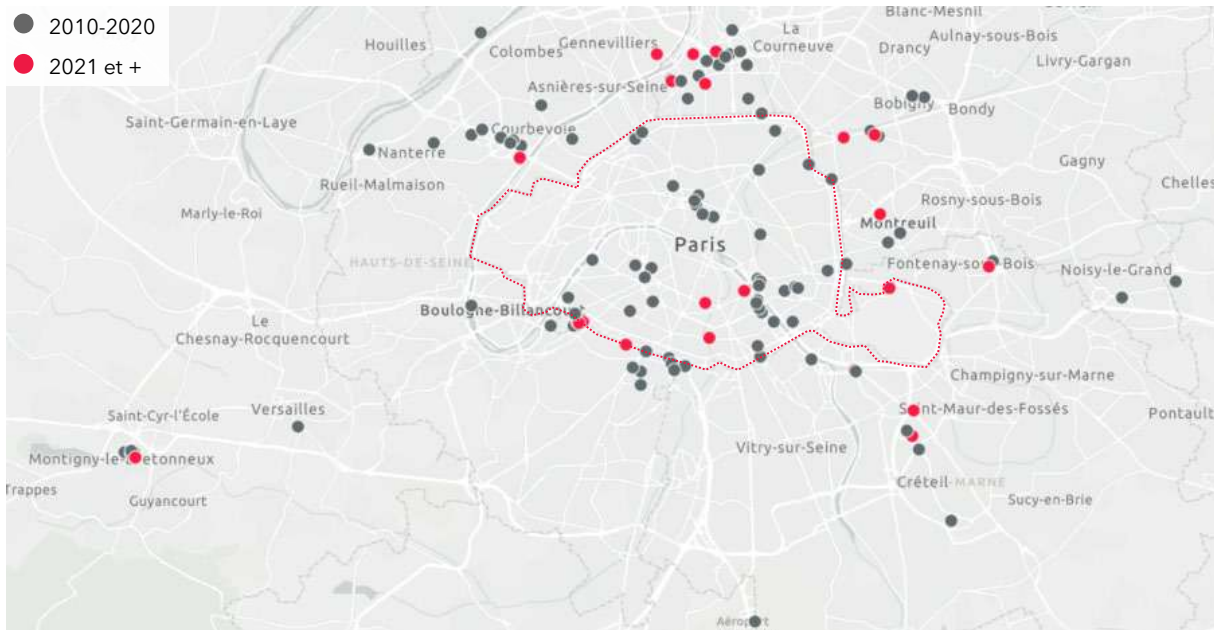 2010-2020
2021 et +
Houilles
Colombes
Gennevilliers
La
Courneuve
Blanc-Mesnil
Drancy
Aulnay-sous-Bois
Livry-Gargan
Asnières-sur-Seine
Bobigny
Bondy
Saint-Germain-en-Laye
Courbevoie
Nanterre
Gagny
Rueil-Malmaison
Chelles
Rosny-sous-Bois
Marly-le-Roi
Montreuil
Paris
HAUTS-DE-SEINE
Fontenay-sous-Bois
Noisy-le-Grand
Boulogne-Billancourt
Le
Chesnay-Rocquencourt
Champigny-sur-Marne
Saint-Cyr-l'École
Versailles
Saint-Maur-des-Fossés
Pontault
Vitry-sur-Seine
Montigny-le-Bretonneux
Créteil
MARNE
Trappes
Guyancourt
Sucy-en-Brie
Aéroport